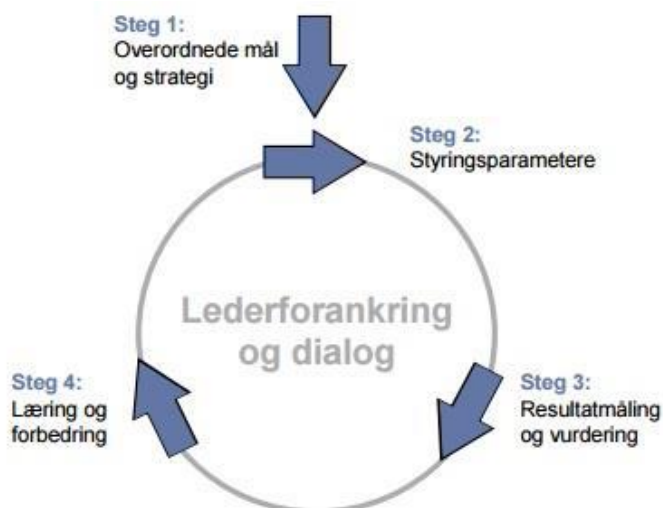 Steg 1:
Overordnede mål
og strategi
Steg 2:
Styringsparametere
Lederforankring
og dialog
Steg 3:
Resultatmåling
og vurdering
Steg 4:
Læring og
forbedring